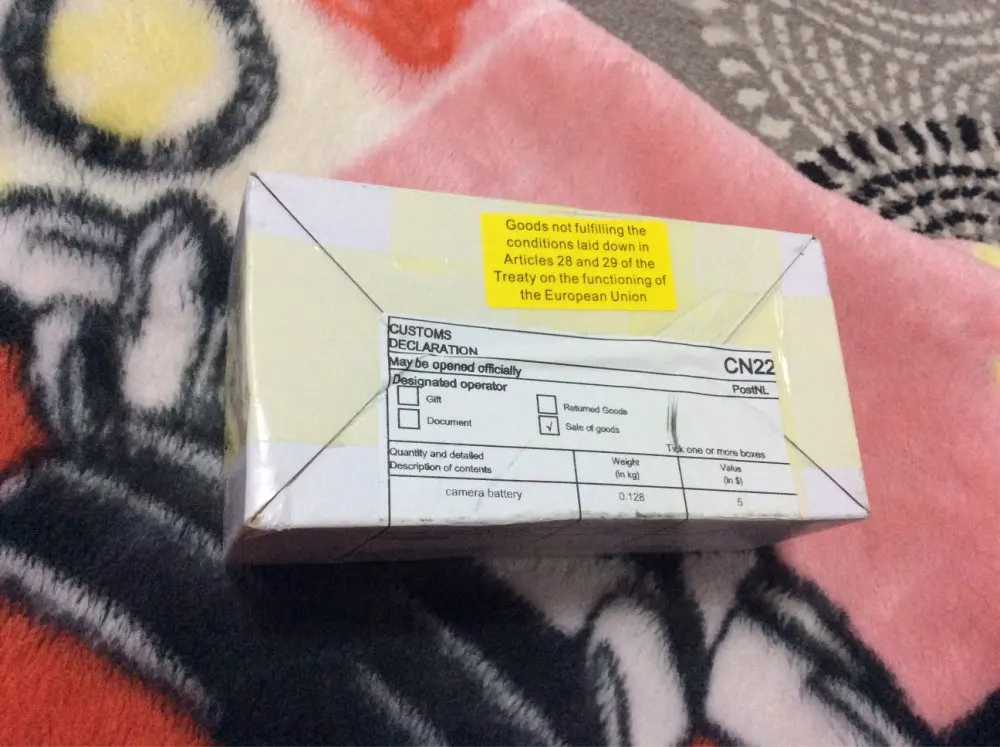 Goods not fulfilling the
conditions laid down in
Articles 28 and 29 of the
Treaty on the functioning of
the European Union
CUSTOMS
DECLARATION
CN22
May be opened officially
PostNL
Designated operator
Gift
Returned Goods
Document
√ Sale of goods
Tick one or more boxes
Quantity and detailed
Description of contents
Weight
(in kg)
Value
(in $)
camera battery
0.128
5